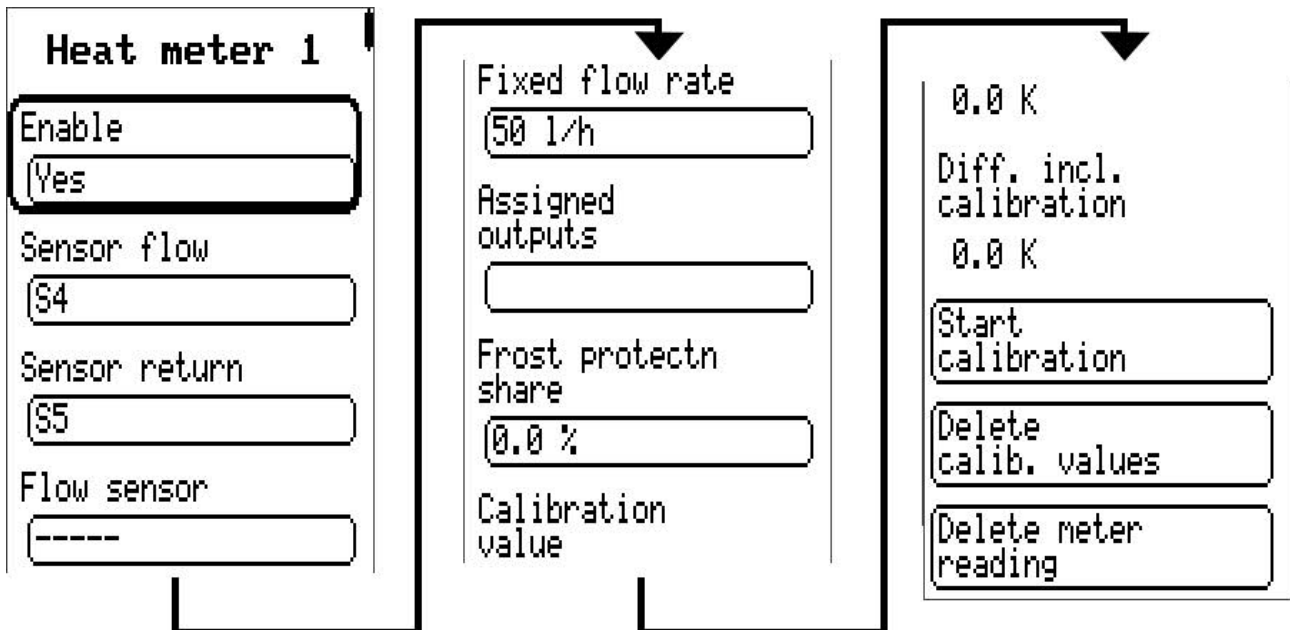 Heat meter 1
Enable
Yes
Sensor flow
S4
Sensor return
S5
Flow sensor
-----
Fixed flow rate
50 l/h
Assigned
outputs
Frost protectn
share
0.0 %
Calibration
value
0.0 K
Diff. incl.
calibration
0.0 K
Start
calibration
Delete
calib. values
Delete meter
reading